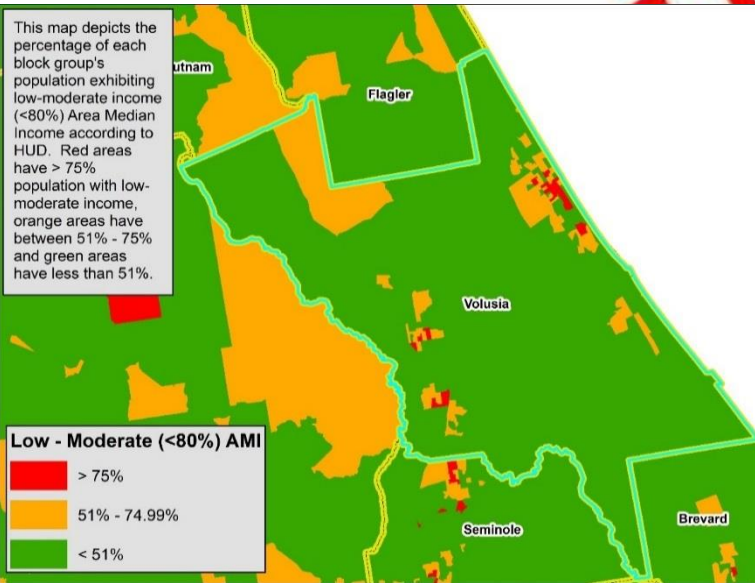 This map depicts the
percentage of each
block group's
population exhibiting
low-moderate income
(<80%) Area Median
Income according to
HUD. Red areas
have > 75%
population with low-
moderate income,
orange areas have
between 51% - 75%
and green areas
have less than 51%.
utnam
Flagler
Volusia
Low - Moderate (<80%) AMI
> 75%
51% - 74.99%
< 51%
Seminole
Brevard